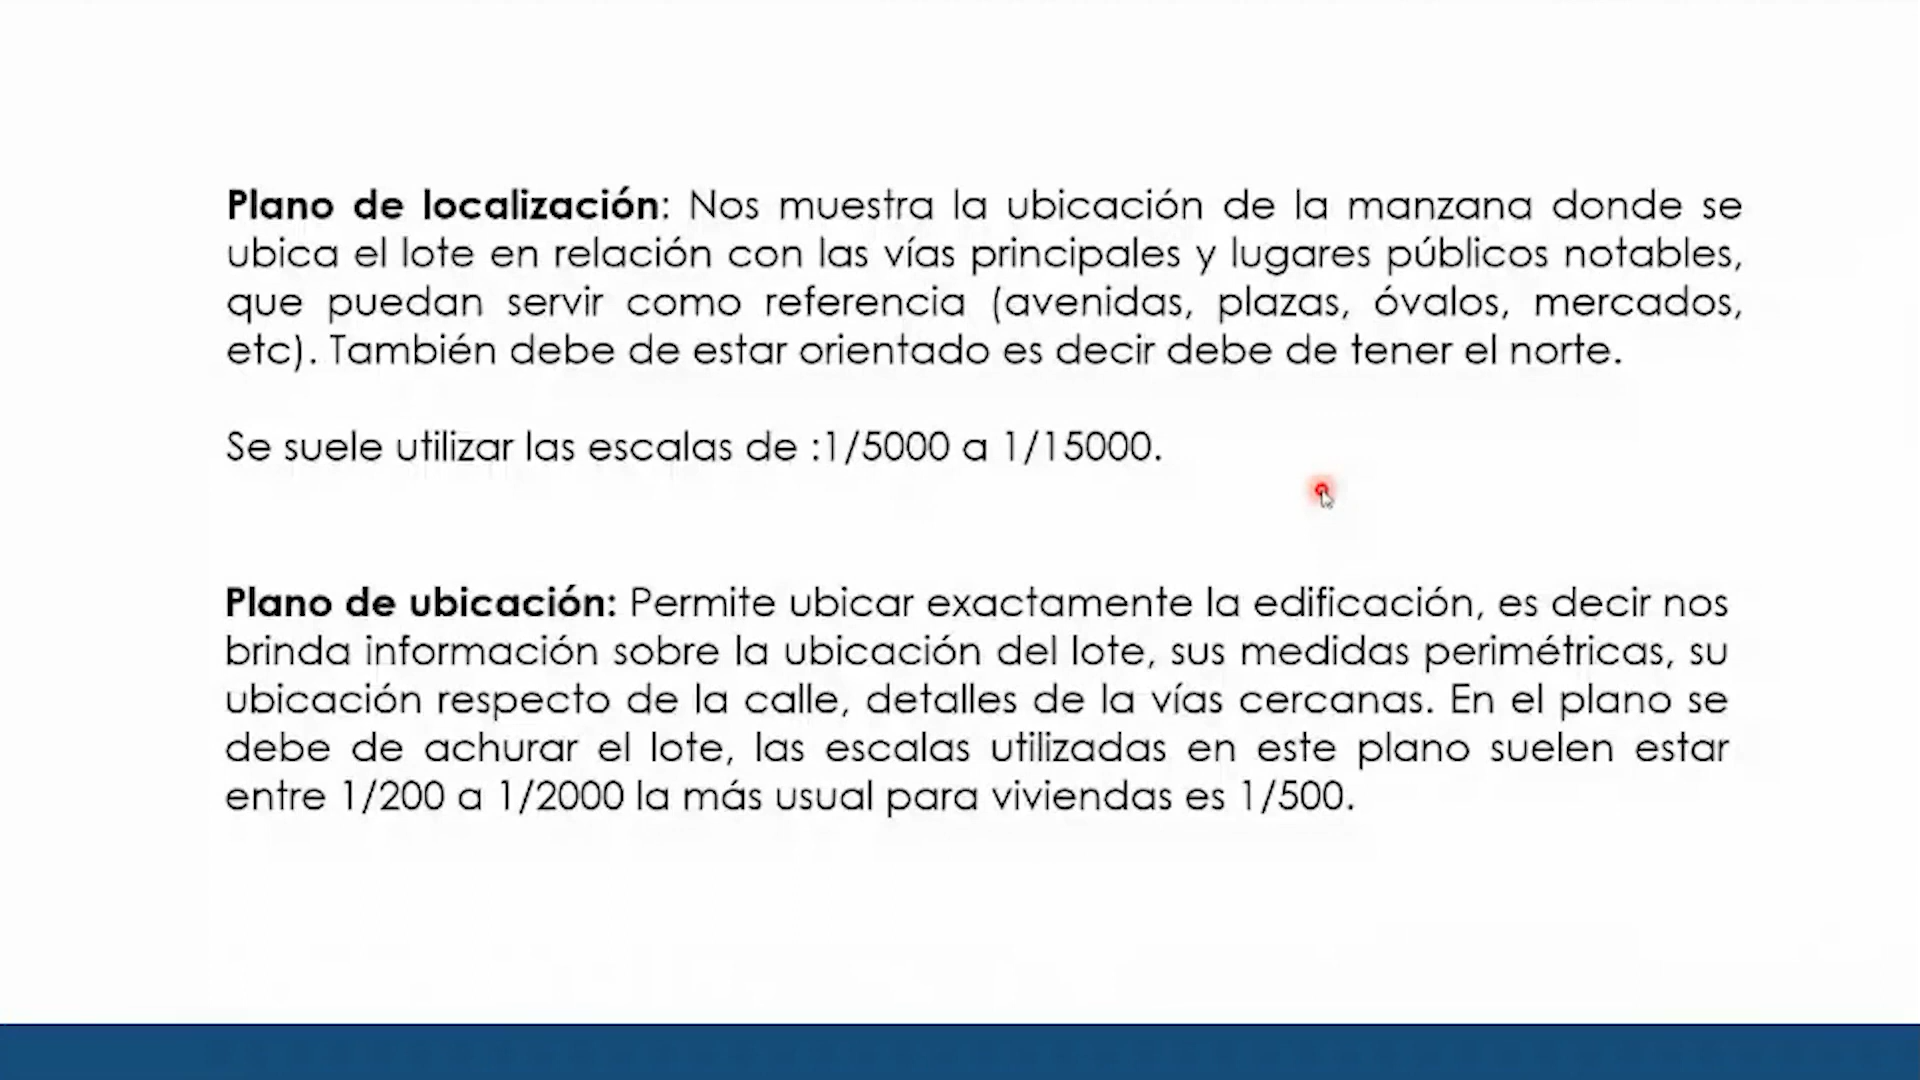 Plano de localización: Nos muestra la ubicación de la manzana donde se
ubica el lote en relación con las vías principales y lugares públicos notables,
que puedan servir como referencia (avenidas, plazas, óvalos, mercados,
etc). También debe de estar orientado es decir debe de tener el norte.
Se suele utilizar las escalas de :1/5000 a 1/15000.
Plano de ubicación: Permite ubicar exactamente la edificación, es decir nos
brinda información sobre la ubicación del lote, sus medidas perimétricas, su
ubicación respecto de la calle, detalles de la vías cercanas. En el plano se
debe de achurar el lote, las escalas utilizadas en este plano suelen estar
entre 1/200 a 1/2000 la más usual para viviendas es 1/500.